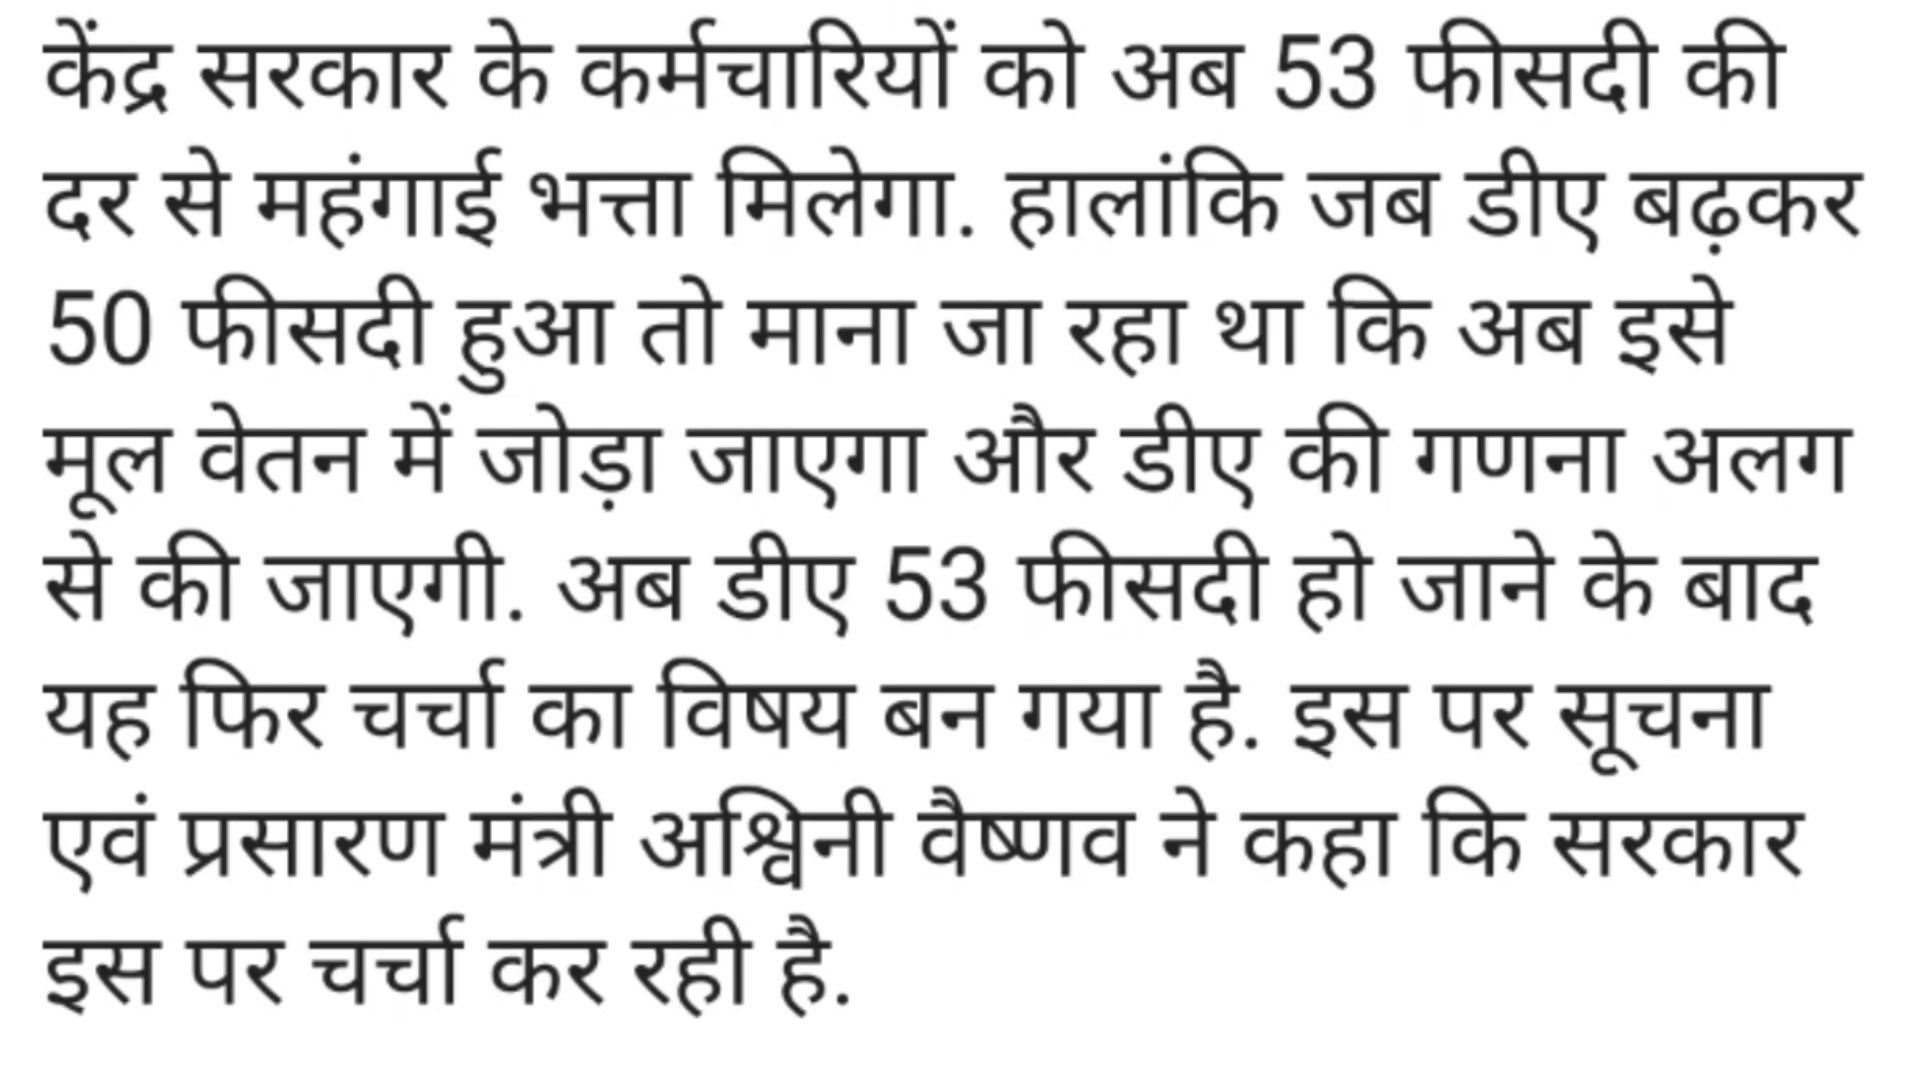 केंद्र सरकार के कर्मचारियों को अब 53 फीसदी की
दर से महंगाई भत्ता मिलेगा. हालांकि जब डीए बढ़कर
50 फीसदी हुआ तो माना जा रहा था कि अब इसे
मूल वेतन में जोड़ा जाएगा और डीए की गणना अलग
से की जाएगी. अब डीए 53 फीसदी हो जाने के बाद
यह फिर चर्चा का विषय बन गया है. इस पर सूचना
एवं प्रसारण मंत्री अश्विनी वैष्णव ने कहा कि सरकार
इस पर चर्चा कर रही है.